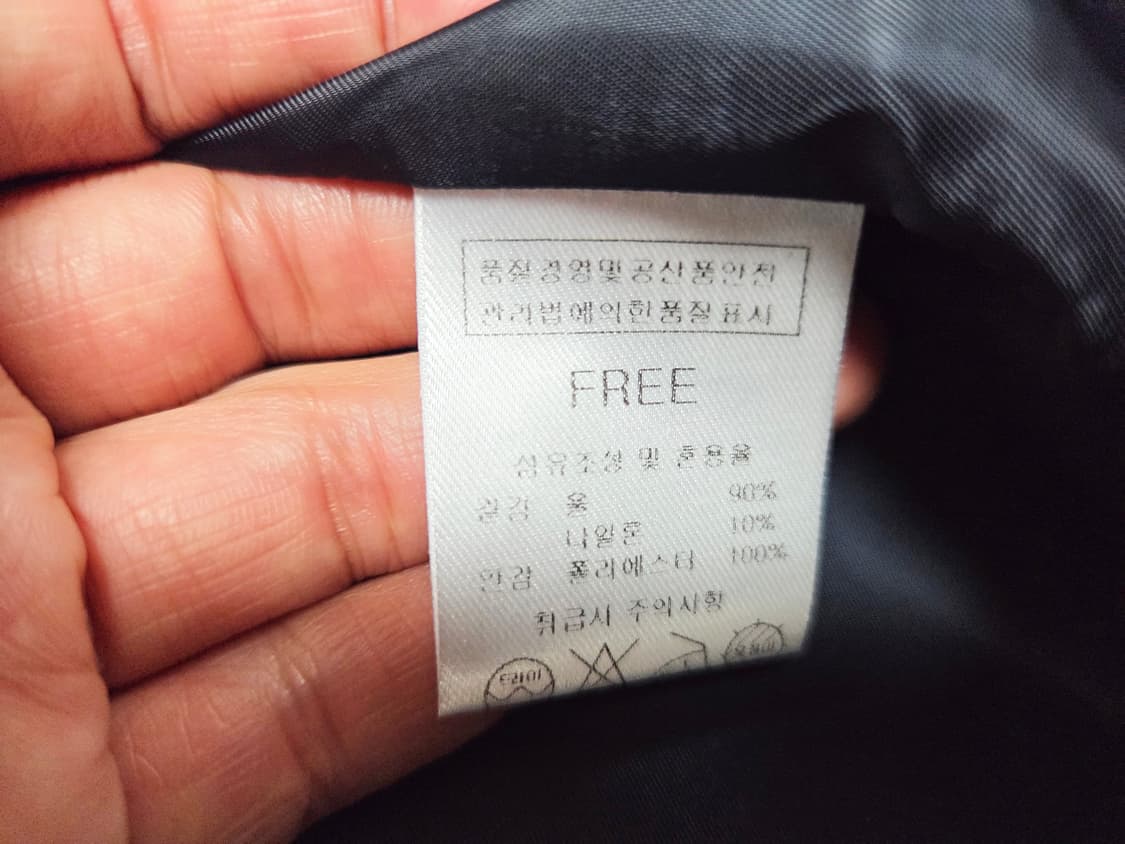 품질경영및공산품안전
관리법에의한품질표시
FREE
섬유조성 및 혼용율
겉감 울 90%
나일론 10%
안감 폴리에스터 100%
취급시 주의사항
드라이